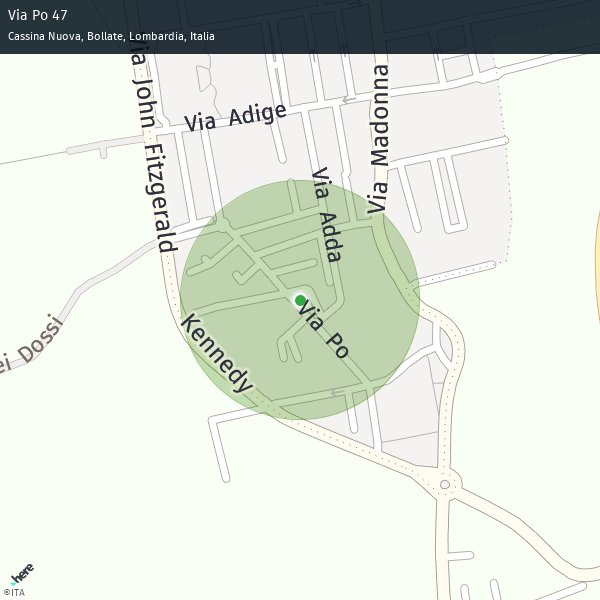 Via Po 47
Cassina Nuova, Bollate, Lombardia, Italia
Via John Fitzgerald
Kennedy
Via Adige
Via Madonna
Via Adda
Via Po
ei Dossi
here
©ITA